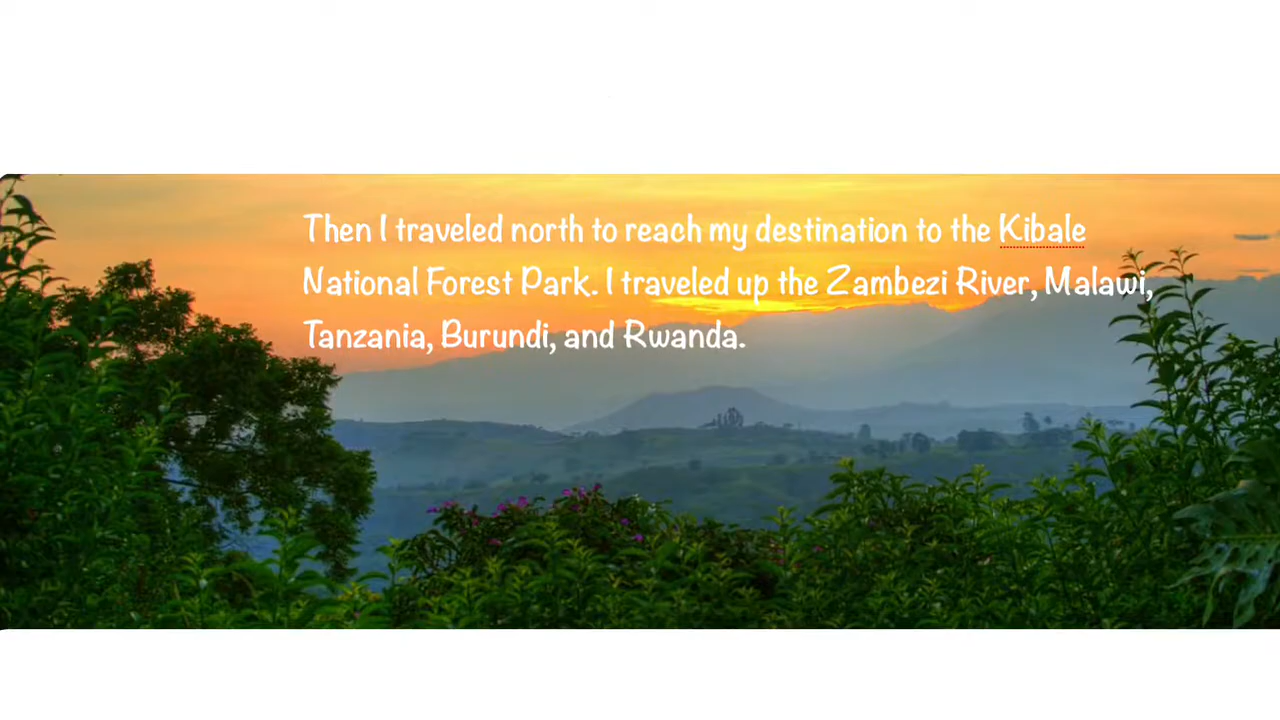 Then I traveled north to reach my destination to the Kibale
National Forest Park. I traveled up the Zambezi River, Malawi,
Tanzania, Burundi, and Rwanda.